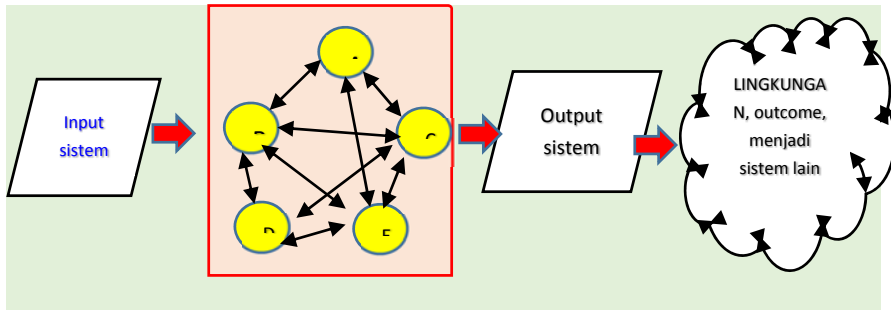 Input
sistem
Output
sistem
LINGKUNGA
N, outcome,
menjadi
sistem lain